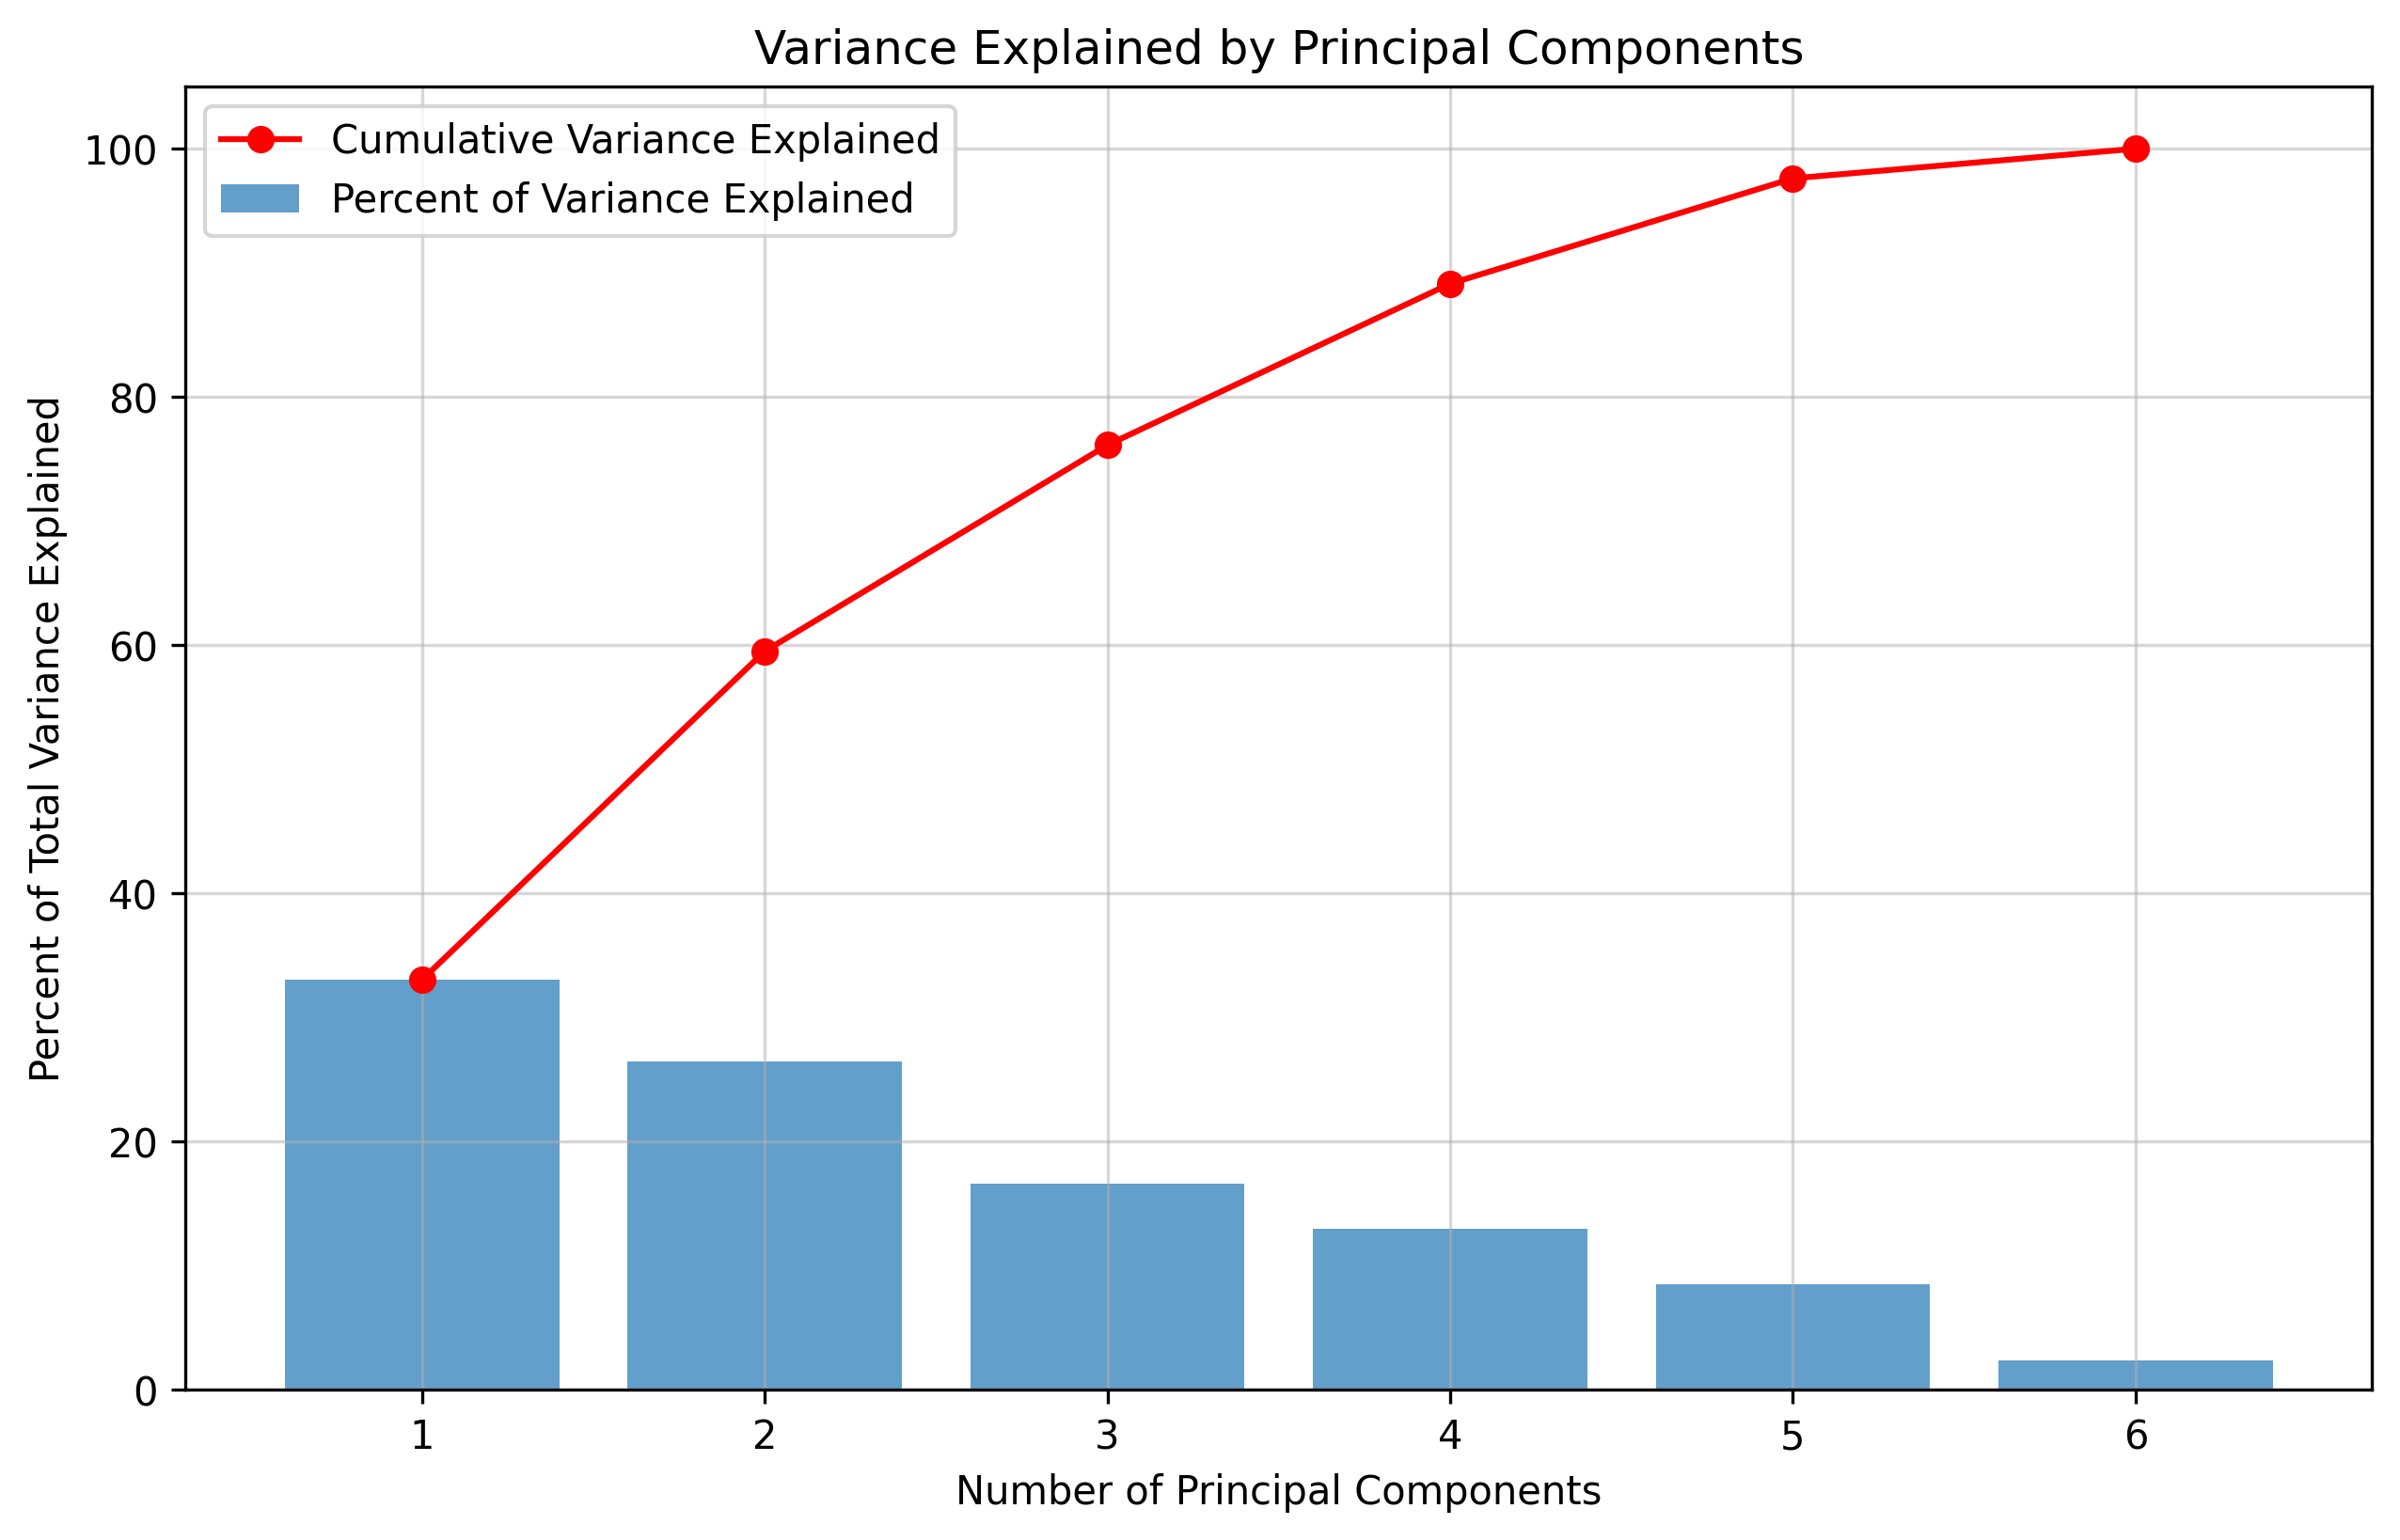 Variance Explained by Principal Components
Cumulative Variance Explained
Percent of Variance Explained
Percent of Total Variance Explained
100
80
60
40
20
0
1 2 3 4 5 6
Number of Principal Components